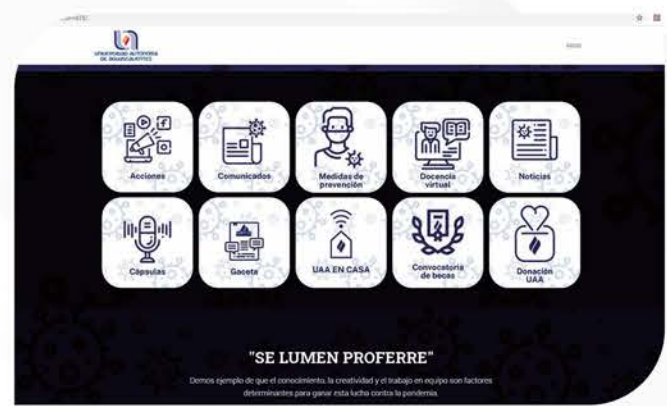 UNIVERSIDAD AUTÓNOMA
DE AGUASCALIENTES
INICIO
Acciones
Comunicados
Medidas de
prevención
Docencia
virtual
Noticias
Cápsulas
Gaceta
UAA EN CASA
Convocatoria
de becas
Donación
UAA
"SE LUMEN PROFERRE"
Demos ejemplo de que el conocimiento, la creatividad y el trabajo en equipo son factores
determinantes para ganar esta lucha contra la pandemia.